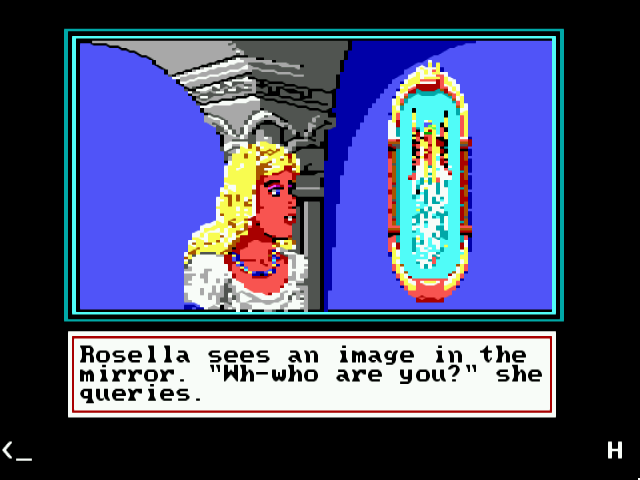 Rosella sees an image in the
mirror. "Wh-who are you?" she
queries.
<_ H